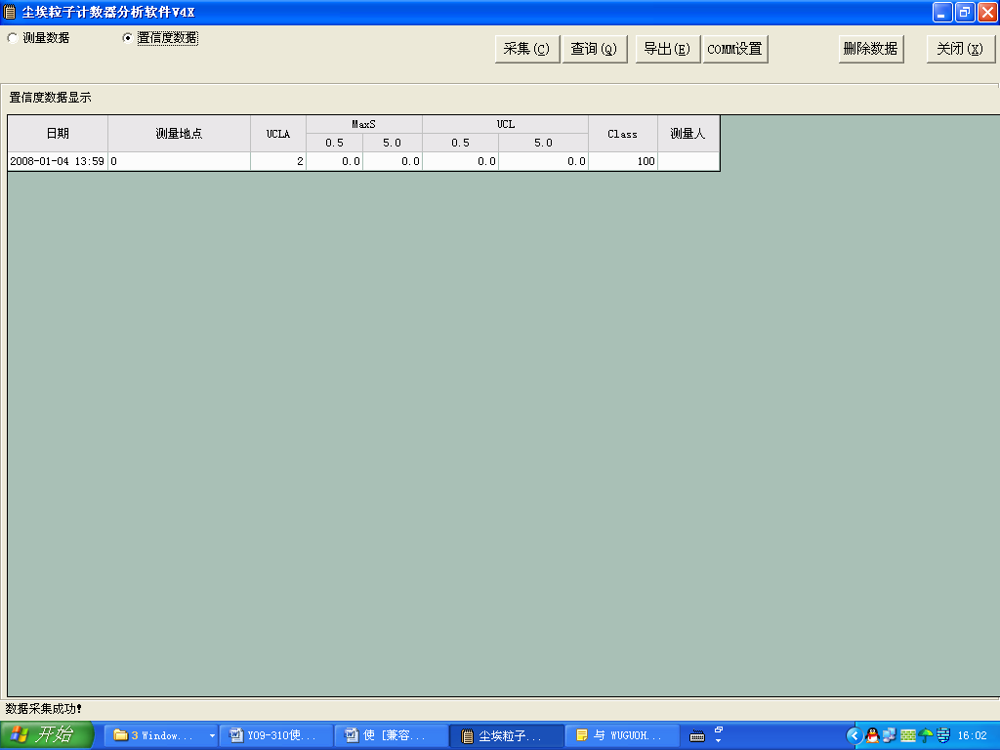 尘埃粒子计数器分析软件V4X
测量数据 置信度数据 采集(C) 查询(Q) 导出(E) COMM设置 删除数据 关闭(X)
置信度数据显示
日期 测量地点 UCLA MaxS UCL Class 测量人
0.5 5.0 0.5 5.0
2008-01-04 13:59 0 2 0.0 0.0 0.0 0.0 100
数据采集成功!
开始 3 Window... Y09-310使... 使 [兼容... 尘埃粒子... 与 WUGUOH... 16:02